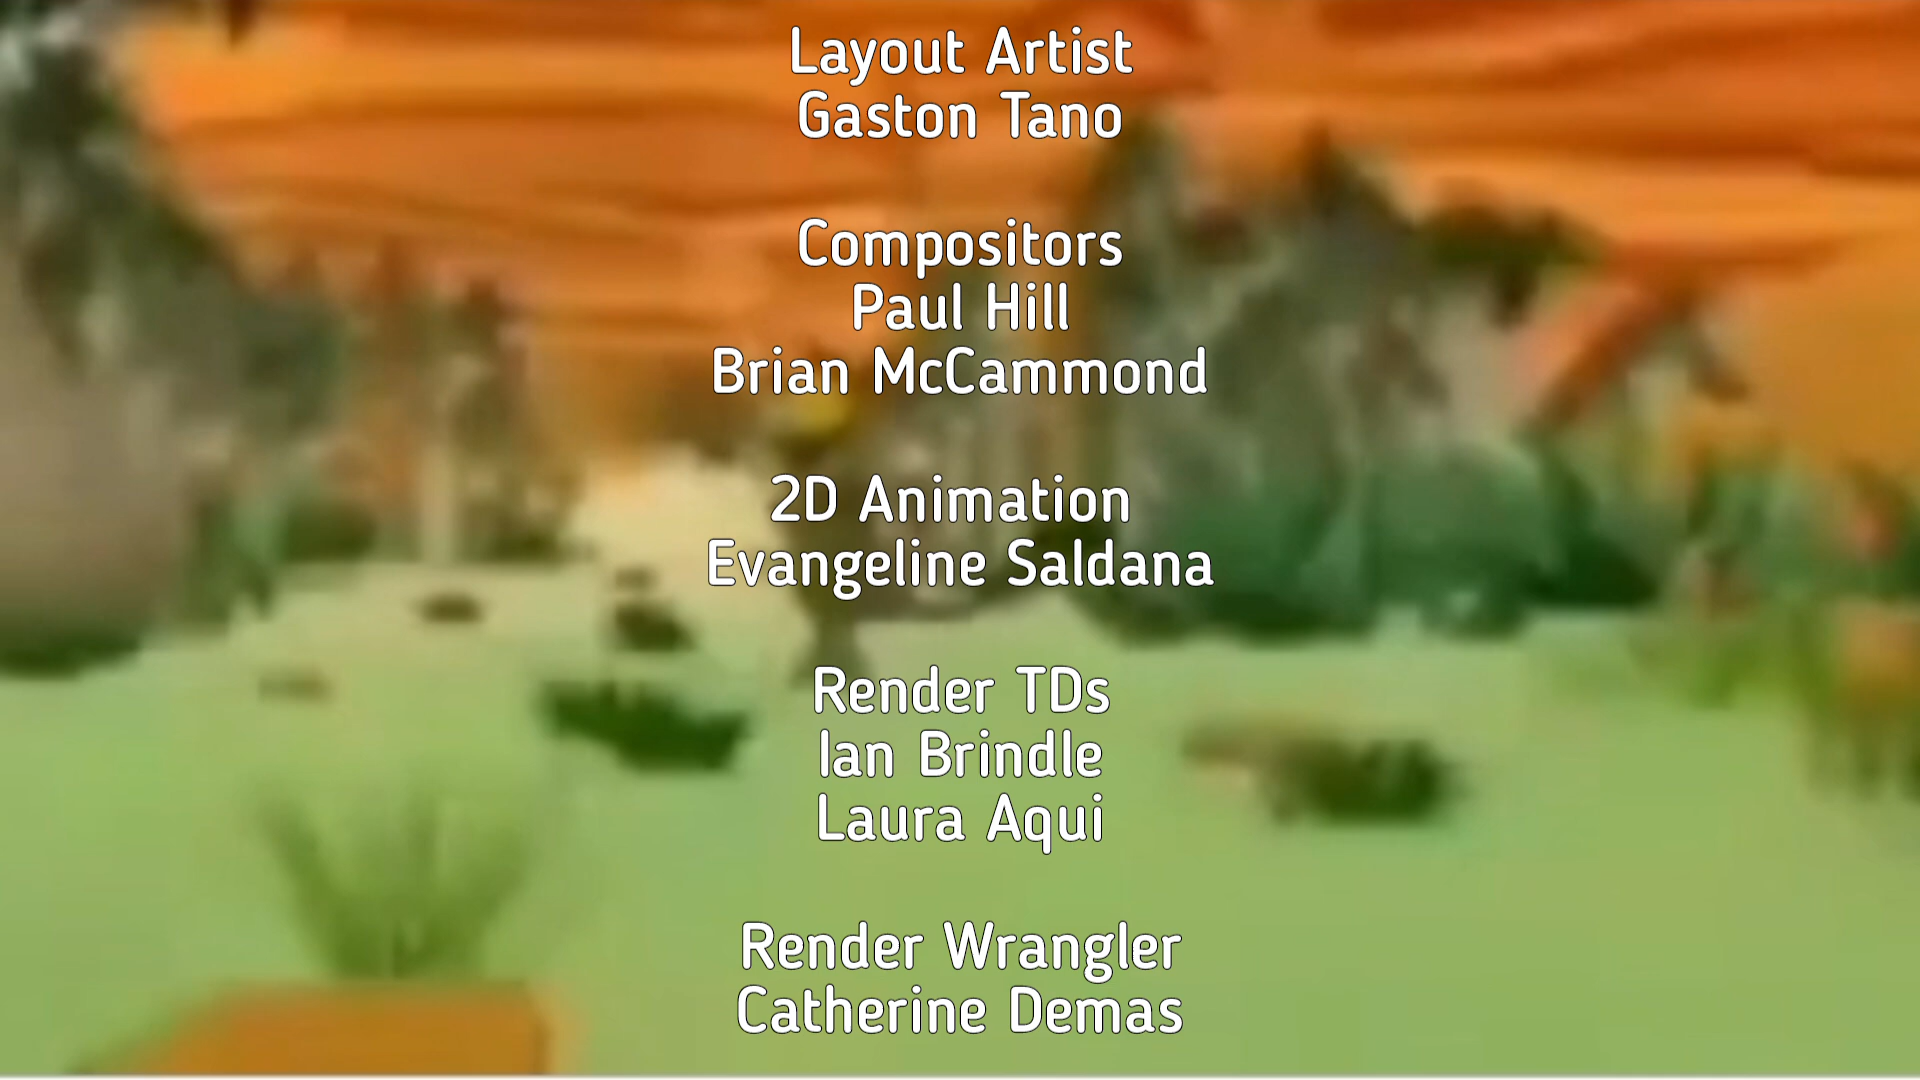 Layout Artist
Gaston Tano
Compositors
Paul Hill
Brian McCammond
2D Animation
Evangeline Saldana
Render TDs
Ian Brindle
Laura Aqui
Render Wrangler
Catherine Demas